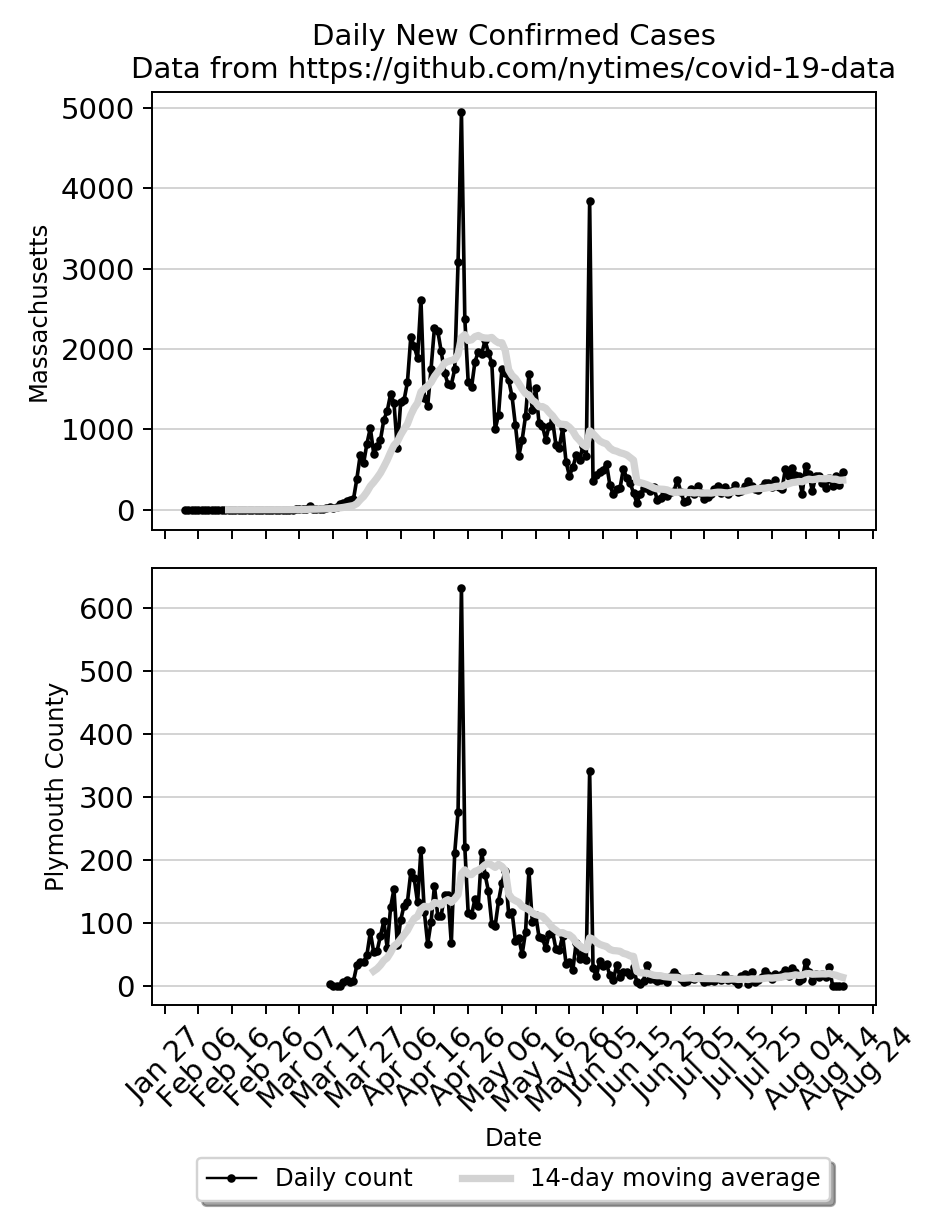 Daily New Confirmed Cases
Data from https://github.com/nytimes/covid-19-data
Massachusetts
5000
4000
3000
2000
1000
0
Plymouth County
600
500
400
300
200
100
0
Jan 27
Feb 06
Feb 16
Feb 26
Mar 07
Mar 17
Mar 27
Apr 06
Apr 16
Apr 26
May 06
May 16
May 26
Jun 05
Jun 15
Jun 25
Jul 05
Jul 15
Jul 25
Aug 04
Aug 14
Aug 24
Date
Daily count
14-day moving average